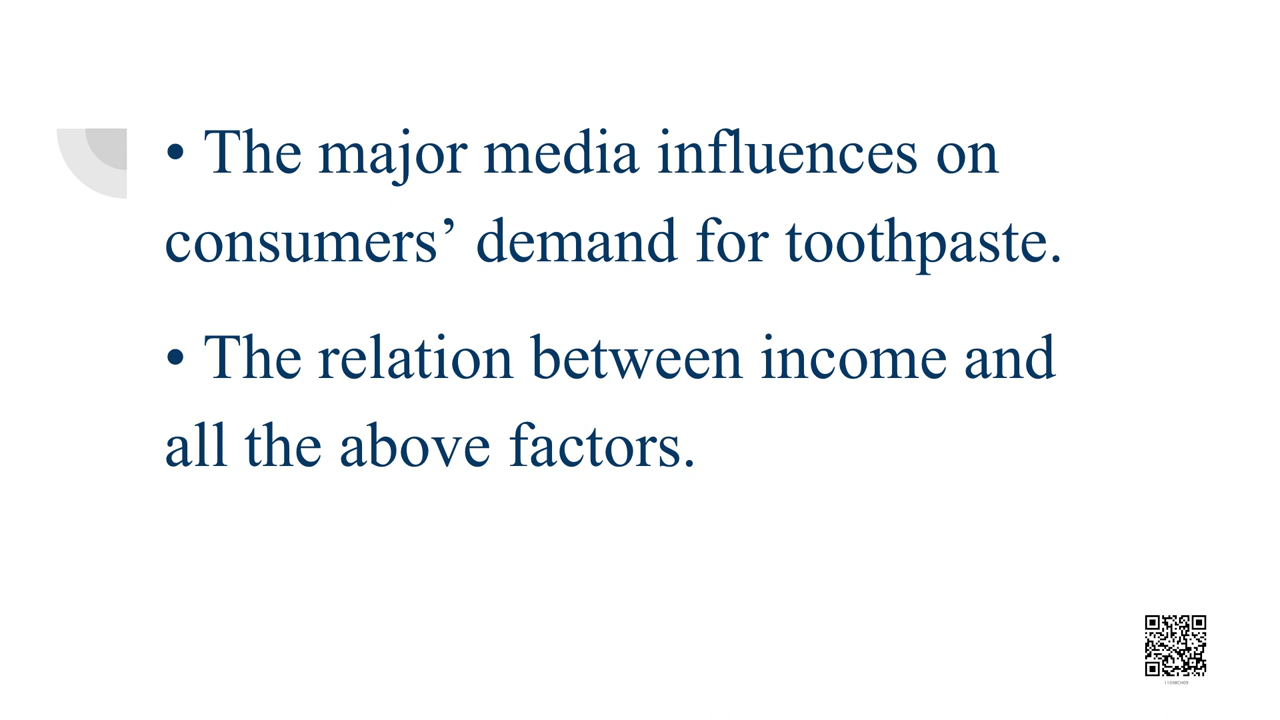 • The major media influences on
consumers’ demand for toothpaste.
• The relation between income and
all the above factors.